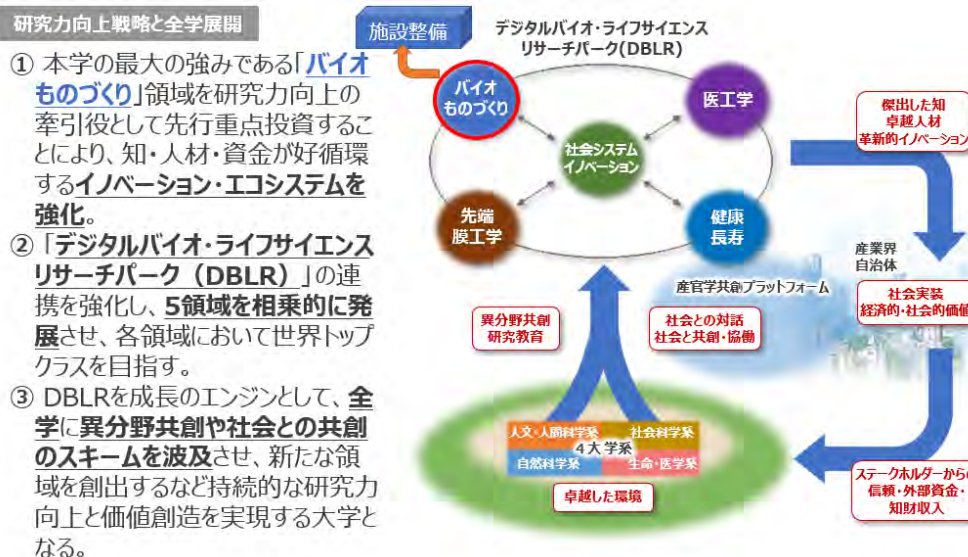 研究力向上戦略と全学展開
① 本学の最大の強みである「バイオ
ものづくり」領域を研究力向上の
牽引役として先行重点投資するこ
とにより、知・人材・資金が好循環
するイノベーション・エコシステムを
強化。
② 「デジタルバイオ・ライフサイエンス
リサーチパーク（DBLR）」の連
携を強化し、5領域を相乗的に発
展させ、各領域において世界トップ
クラスを目指す。
③ DBLRを成長のエンジンとして、全
学に異分野共創や社会との共創
のスキームを波及させ、新たな領
域を創出するなど持続的な研究力
向上と価値創造を実現する大学と
なる。
施設整備
デジタルバイオ・ライフサイエンス
リサーチパーク(DBLR)
バイオ
ものづくり
医工学
社会システム
イノベーション
先端
膜工学
健康
長寿
傑出した知
卓越人材
革新的イノベーション
産業界
自治体
産官学共創プラットフォーム
社会実装
経済的・社会的価値
異分野共創
研究教育
社会との対話
社会と共創・協働
人文・人間科学系
社会科学系
4大学系
自然科学系
生命・医学系
卓越した環境
ステークホルダーから
信頼・外部資金・
知財収入